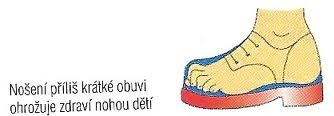 Nošení příliš krátké obuvi
ohrožuje zdraví nohou dětí